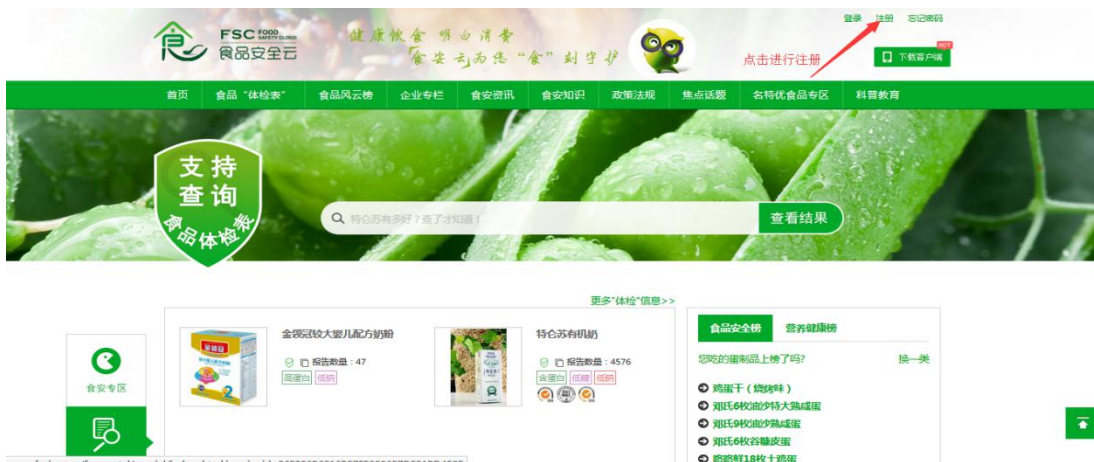 登录 注册 忘记密码
FSC FOOD SAFETY CLOUD
食品安全云
健康饮食 明白消费
食安云为您“食”刻守护
点击进行注册
HOT
下载客户端
首页 食品“体检表” 食品风云榜 企业专栏 食安资讯 食安知识 政策法规 焦点话题 名特优食品专区 科普教育
支持
查询
食品体检表
特仑苏有多好？查了才知道！
查看结果
更多“体检”信息>>
金领冠较大婴儿配方奶粉
报告数量：47
高蛋白 低钠
特仑苏有机奶
报告数量：4576
含蛋白 低糖 低钠
食品安全榜 营养健康榜
您吃的蛋制品上榜了吗? 换一类
鸡蛋干（烧烤味）
邓氏6枚油沙特大熟咸蛋
邓氏9枚油沙熟咸蛋
邓氏6枚谷糠皮蛋
食安专区